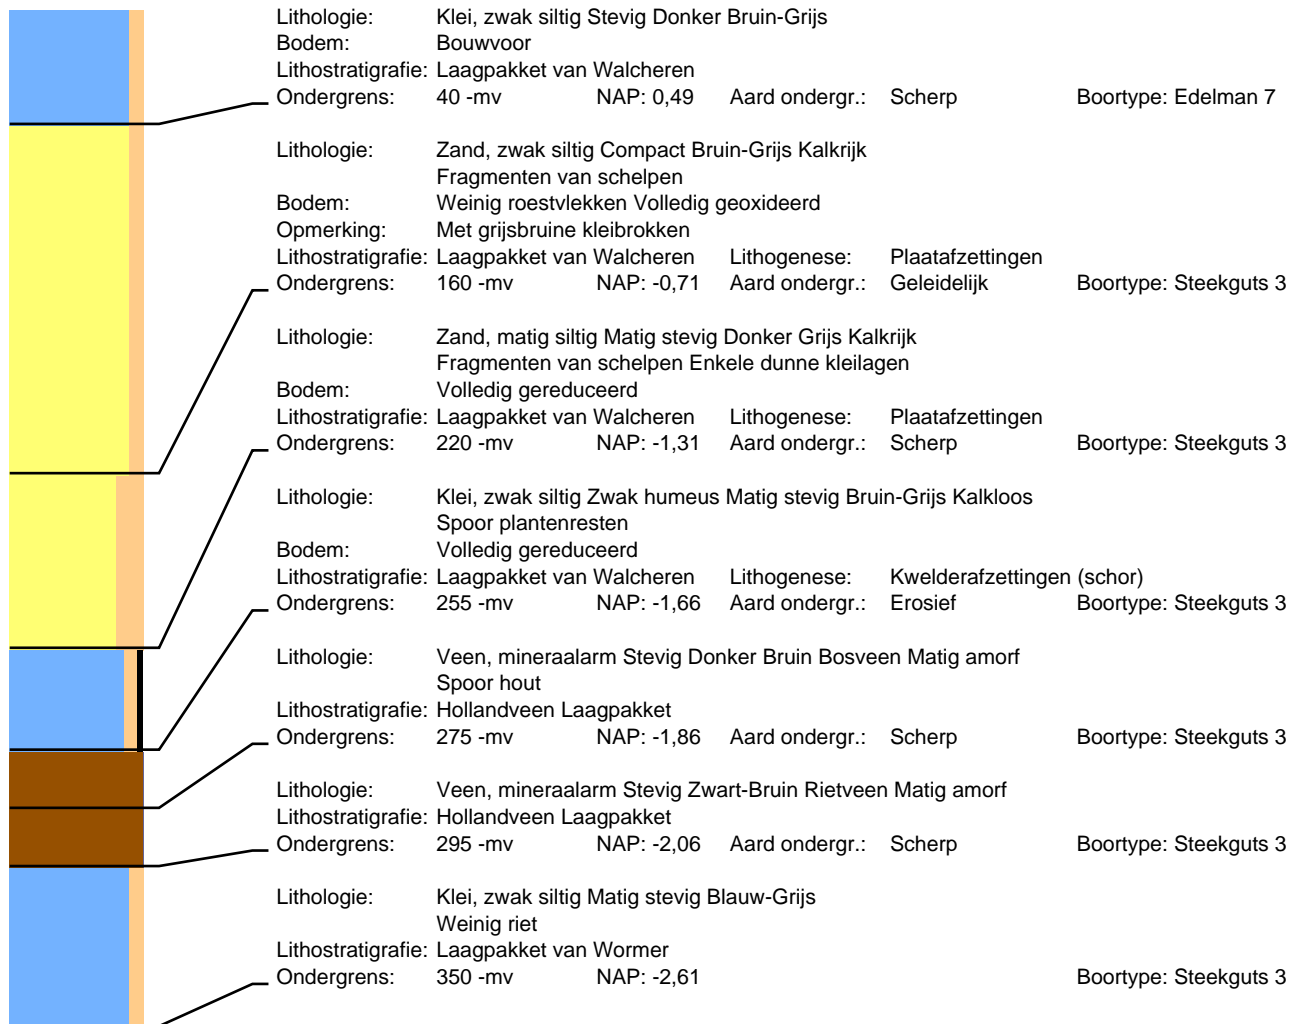 Lithologie: Klei, zwak siltig Stevig Donker Bruin-Grijs
Bodem: Bouwvoor
Lithostratigrafie: Laagpakket van Walcheren
Ondergrens: 40 -mv NAP: 0,49 Aard ondergr.: Scherp Boortype: Edelman 7
Lithologie: Zand, zwak siltig Compact Bruin-Grijs Kalkrijk
Fragmenten van schelpen
Bodem: Weinig roestvlekken Volledig geoxideerd
Opmerking: Met grijsbruine kleibrokken
Lithostratigrafie: Laagpakket van Walcheren Lithogenese: Plaatafzettingen
Ondergrens: 160 -mv NAP: -0,71 Aard ondergr.: Geleidelijk Boortype: Steekguts 3
Lithologie: Zand, matig siltig Matig stevig Donker Grijs Kalkrijk
Fragmenten van schelpen Enkele dunne kleilagen
Bodem: Volledig gereduceerd
Lithostratigrafie: Laagpakket van Walcheren Lithogenese: Plaatafzettingen
Ondergrens: 220 -mv NAP: -1,31 Aard ondergr.: Scherp Boortype: Steekguts 3
Lithologie: Klei, zwak siltig Zwak humeus Matig stevig Bruin-Grijs Kalkloos
Spoor plantenresten
Bodem: Volledig gereduceerd
Lithostratigrafie: Laagpakket van Walcheren Lithogenese: Kwelderafzettingen (schor)
Ondergrens: 255 -mv NAP: -1,66 Aard ondergr.: Erosief Boortype: Steekguts 3
Lithologie: Veen, mineraalarm Stevig Donker Bruin Bosveen Matig amorf
Spoor hout
Lithostratigrafie: Hollandveen Laagpakket
Ondergrens: 275 -mv NAP: -1,86 Aard ondergr.: Scherp Boortype: Steekguts 3
Lithologie: Veen, mineraalarm Stevig Zwart-Bruin Rietveen Matig amorf
Lithostratigrafie: Hollandveen Laagpakket
Ondergrens: 295 -mv NAP: -2,06 Aard ondergr.: Scherp Boortype: Steekguts 3
Lithologie: Klei, zwak siltig Matig stevig Blauw-Grijs
Weinig riet
Lithostratigrafie: Laagpakket van Wormer
Ondergrens: 350 -mv NAP: -2,61 Boortype: Steekguts 3